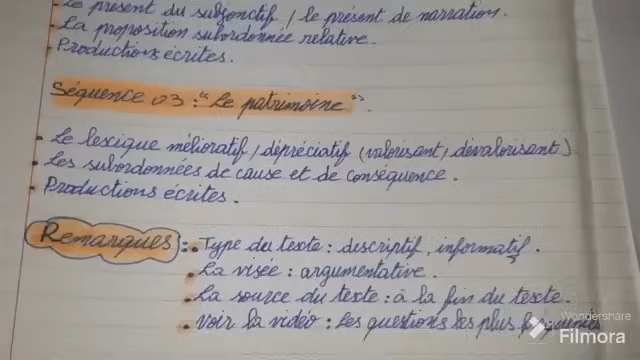 - Le présent du subjonctif / le présent de narration.
- La proposition subordonnée relative.
- Productions écrites.
Séquence 03 : "Le patrimoine".
- Le lexique mélioratif / dépréciatif (valorisant / dévalorisant)
- Les subordonnées de cause et de conséquence.
- Productions écrites.
Remarques : • Type du texte : descriptif, informatif.
• La visée : argumentative.
• La source du texte : à la fin du texte.
• Voir la vidéo : les questions les plus fréquentes
Wondershare
Filmora